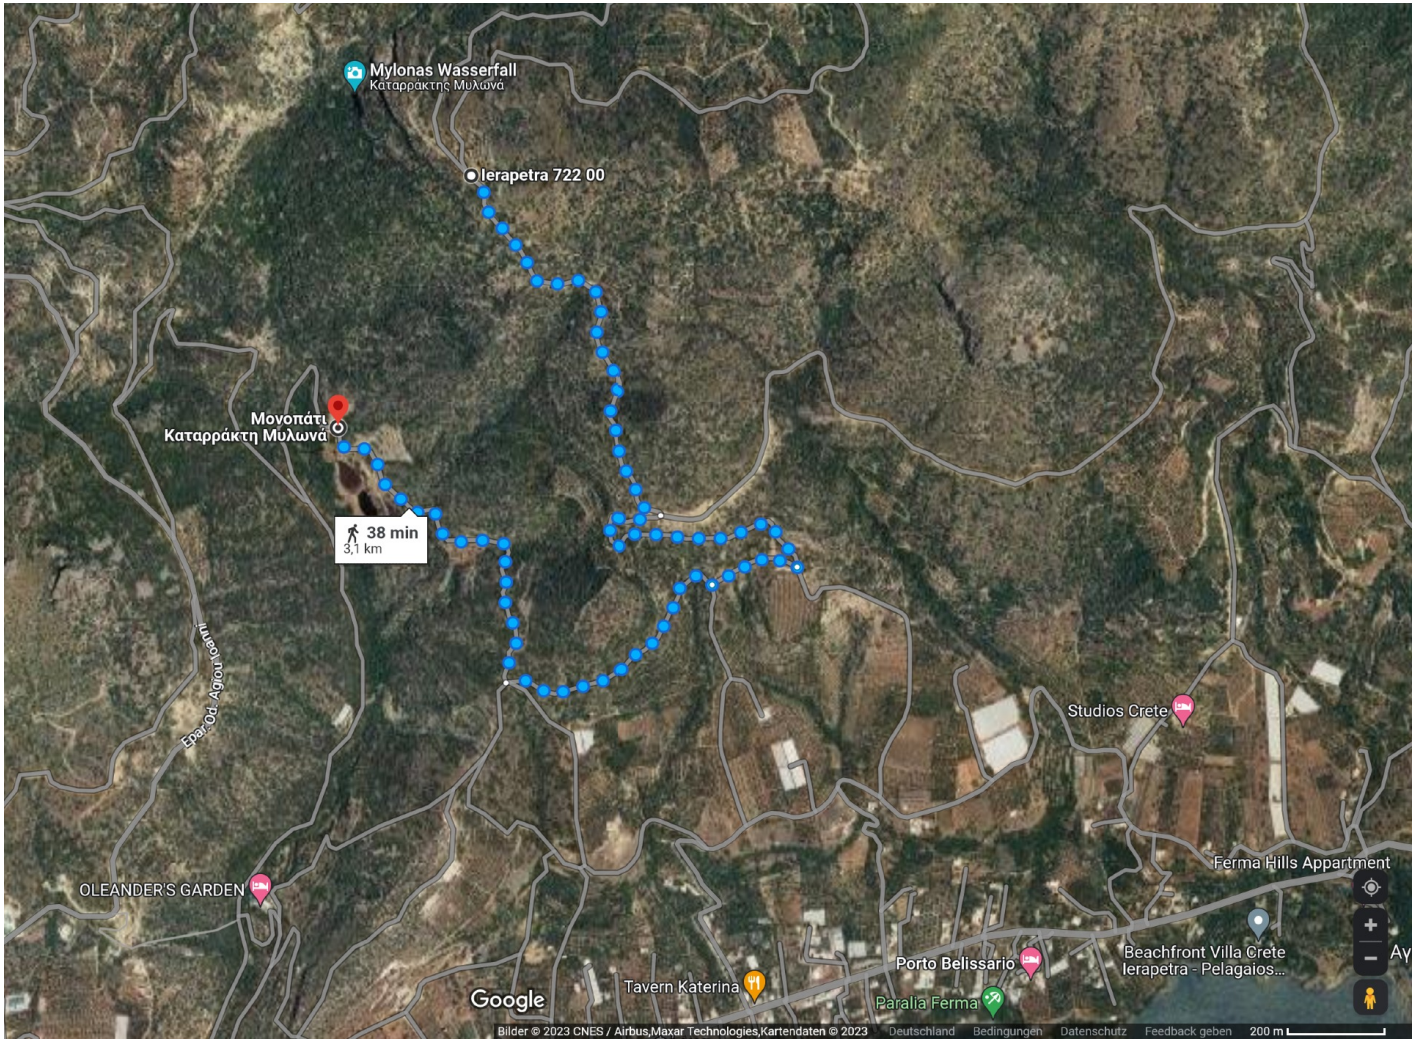 Mylonas Wasserfall
Καταρράκτης Μυλωνά
Ierapetra 722 00
Μονοπάτι
Καταρράκτη Μυλωνά
38 min
3,1 km
Epar.Od. Agiou Ioanni
Studios Crete
OLEANDER'S GARDEN
Ferma Hills Appartment
Beachfront Villa Crete
Ierapetra - Pelagaios...
Αγ
Porto Belissario
Tavern Katerina
Paralia Ferma
Google
Bilder © 2023 CNES / Airbus,Maxar Technologies,Kartendaten © 2023 Deutschland Bedingungen Datenschutz Feedback geben 200 m